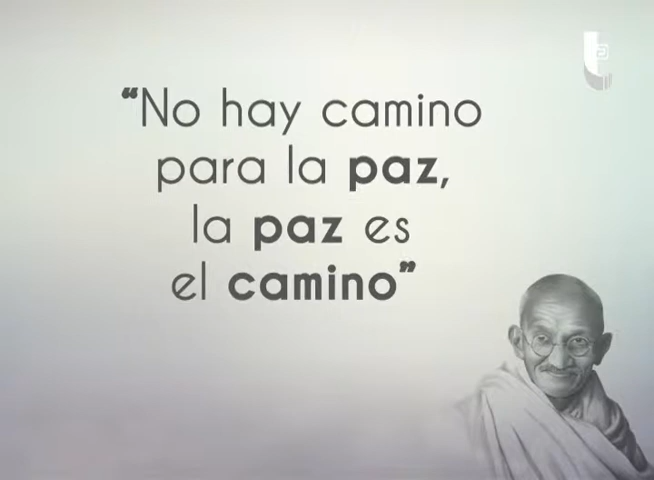 “No hay camino
para la paz,
la paz es
el camino”